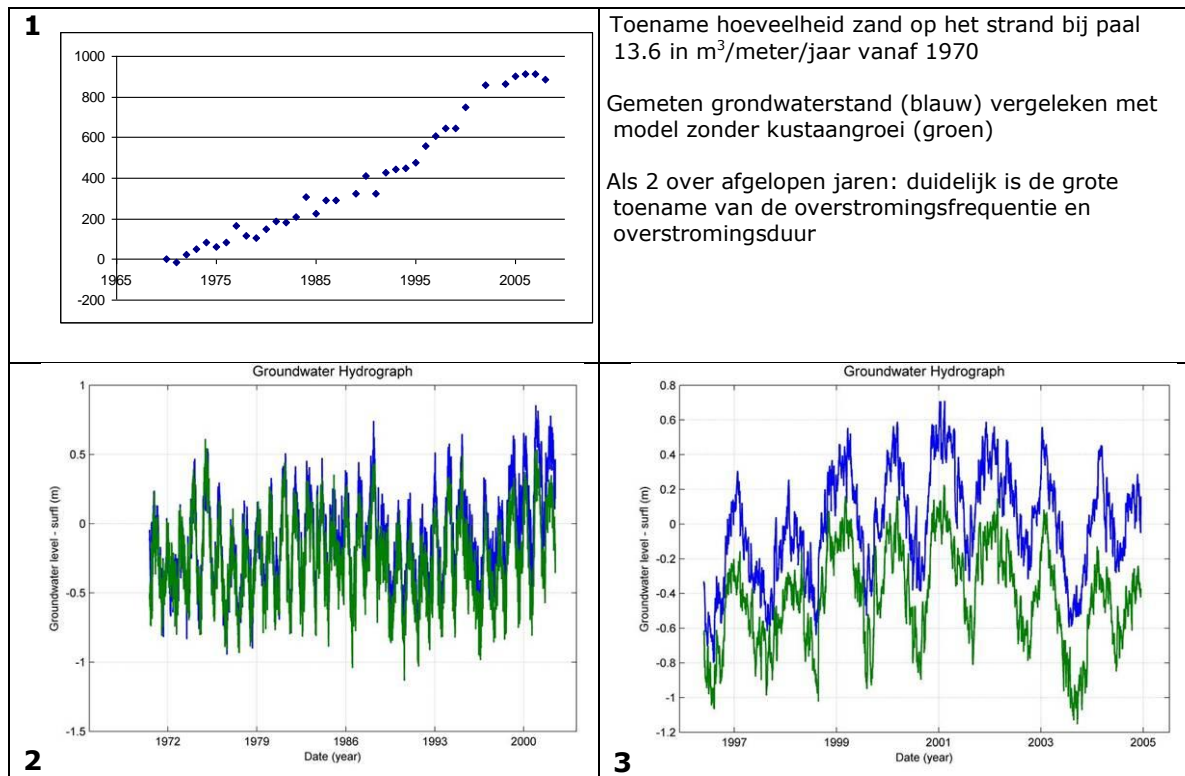 1
1000
800
600
400
200
0
-200
1965 1975 1985 1995 2005
Toename hoeveelheid zand op het strand bij paal
13.6 in m³/meter/jaar vanaf 1970
Gemeten grondwaterstand (blauw) vergeleken met
model zonder kustaangroei (groen)
Als 2 over afgelopen jaren: duidelijk is de grote
toename van de overstromingsfrequentie en
overstromingsduur
Groundwater Hydrograph
Groundwater level - surfl (m)
1
0.5
0
-0.5
-1
-1.5
1972 1979 1986 1993 2000
Date (year)
2
Groundwater Hydrograph
Groundwater level - surfl (m)
0.8
0.6
0.4
0.2
0
-0.2
-0.4
-0.6
-0.8
-1
-1.2
1997 1999 2001 2003 2005
Date (year)
3